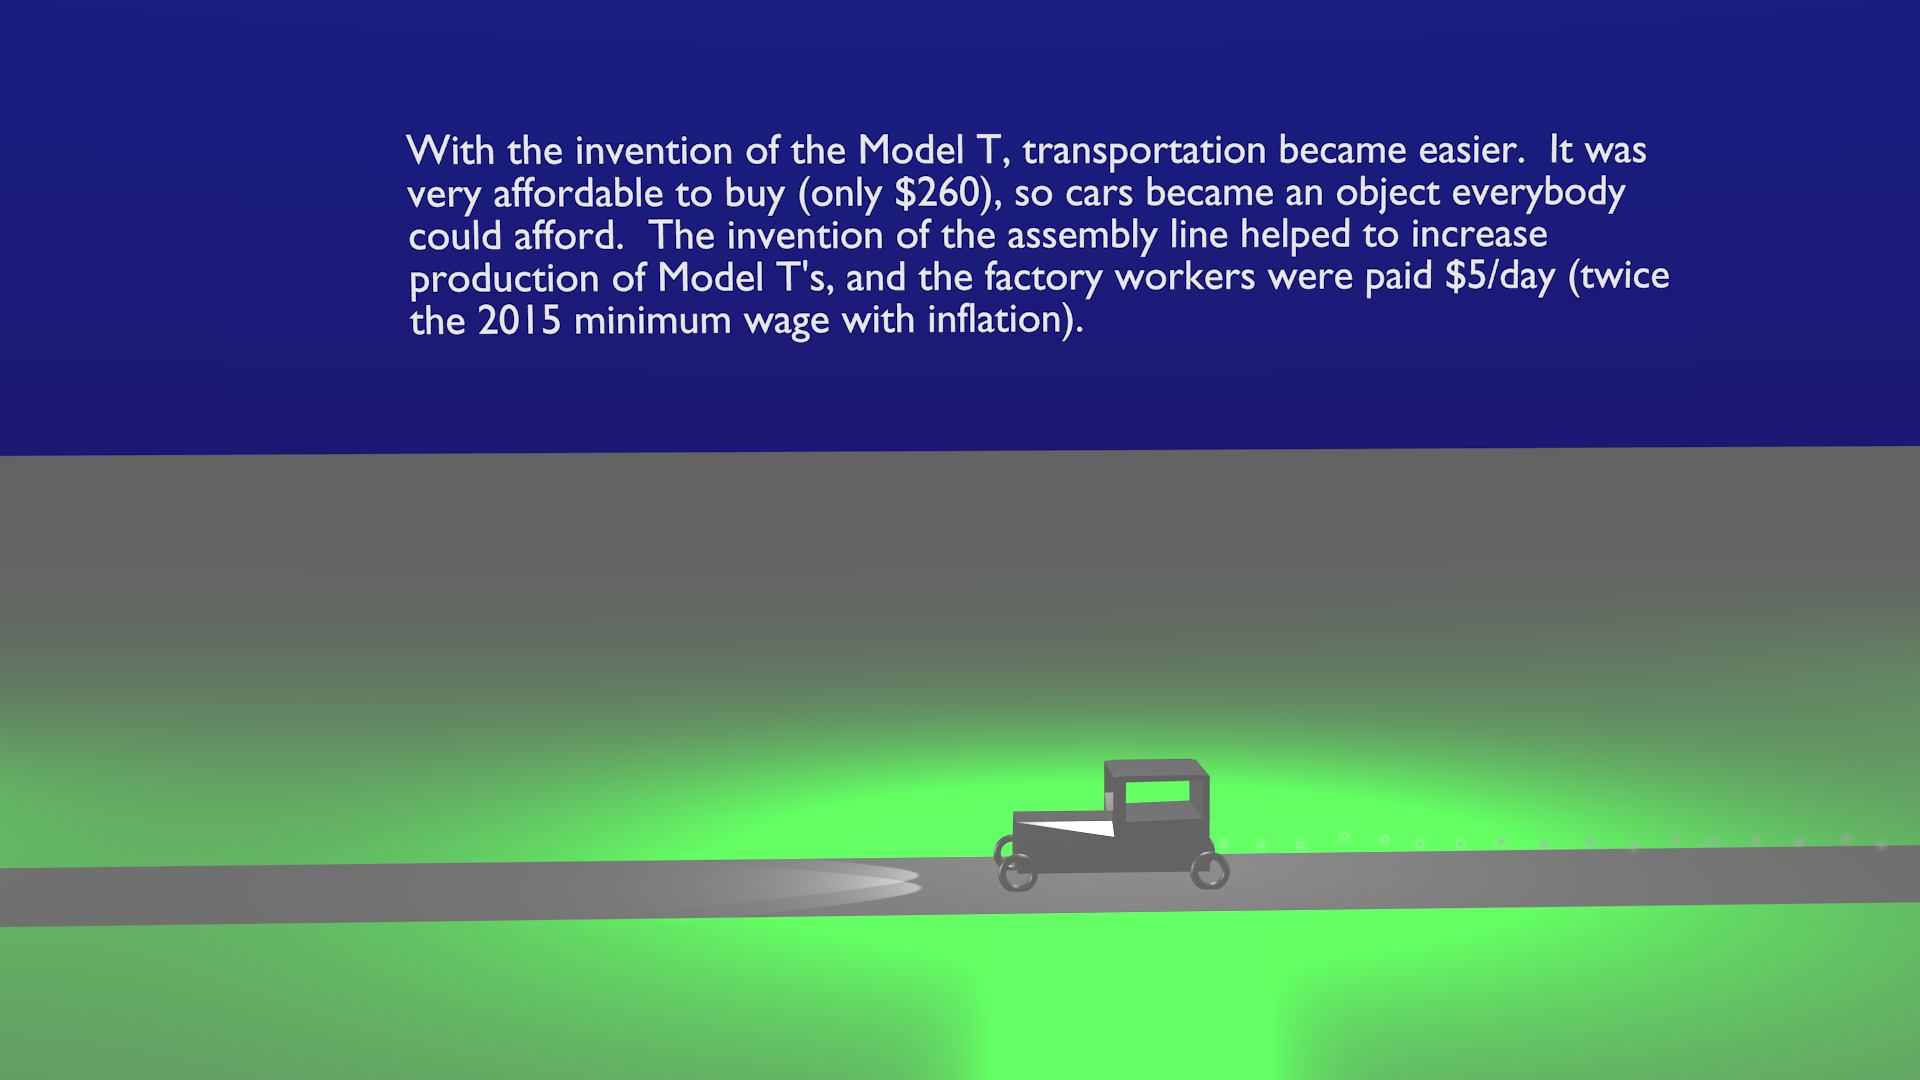 With the invention of the Model T, transportation became easier.  It was
very affordable to buy (only $260), so cars became an object everybody
could afford.  The invention of the assembly line helped to increase
production of Model T's, and the factory workers were paid $5/day (twice
the 2015 minimum wage with inflation).